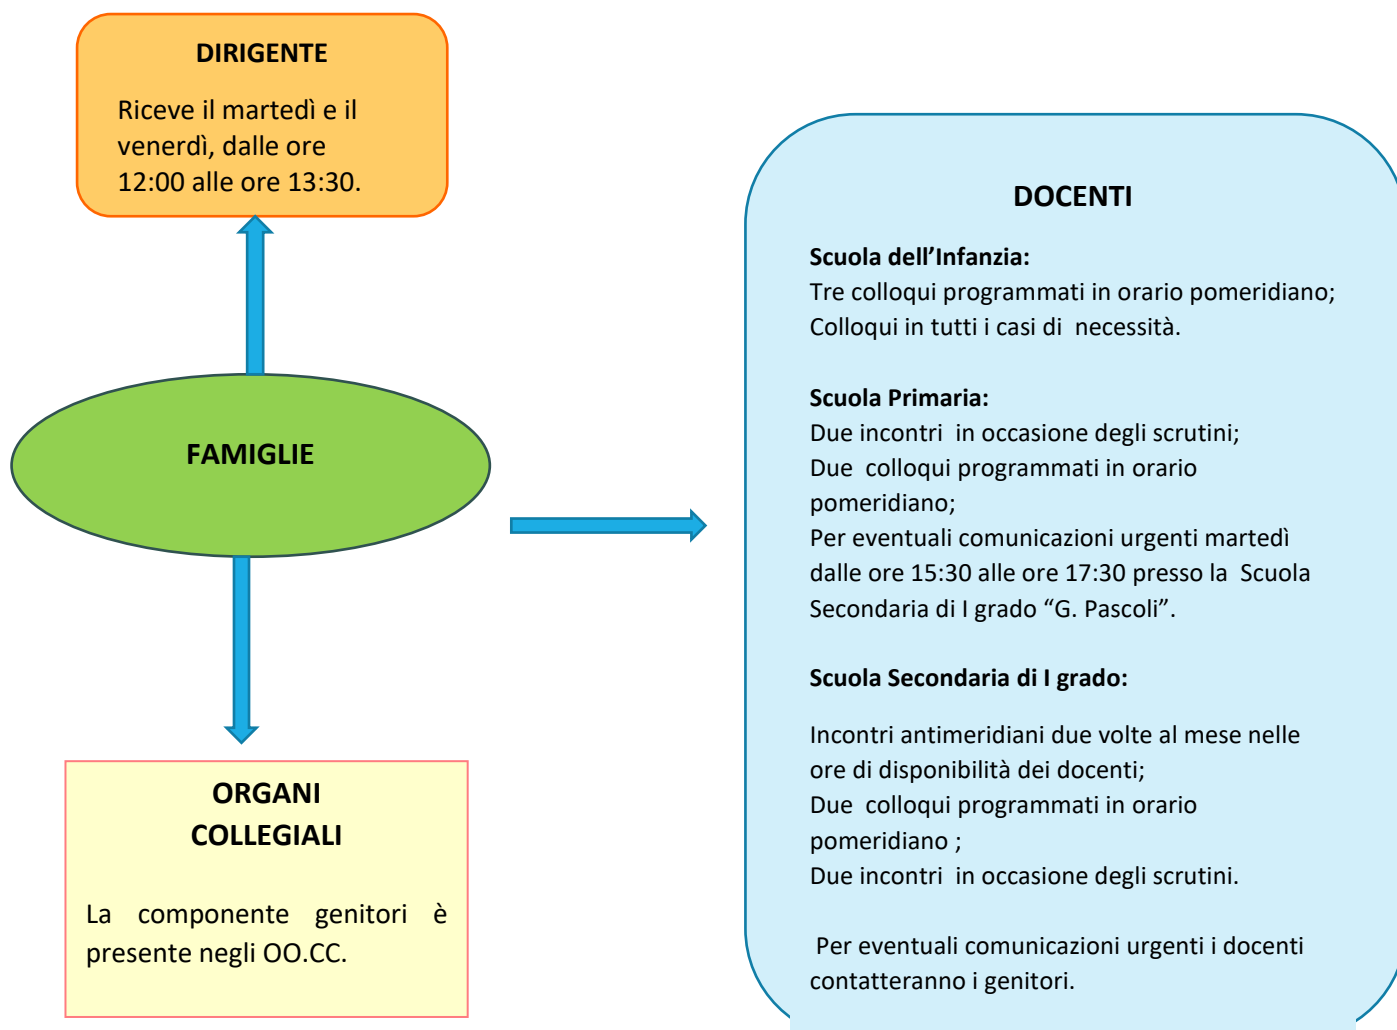 DIRIGENTE
Riceve il martedì e il
venerdì, dalle ore
12:00 alle ore 13:30.
FAMIGLIE
ORGANI
COLLEGIALI
La componente genitori è
presente negli OO.CC.
DOCENTI
Scuola dell’Infanzia:
Tre colloqui programmati in orario pomeridiano;
Colloqui in tutti i casi di necessità.
Scuola Primaria:
Due incontri in occasione degli scrutini;
Due colloqui programmati in orario
pomeridiano;
Per eventuali comunicazioni urgenti martedì
dalle ore 15:30 alle ore 17:30 presso la Scuola
Secondaria di I grado “G. Pascoli”.
Scuola Secondaria di I grado:
Incontri antimeridiani due volte al mese nelle
ore di disponibilità dei docenti;
Due colloqui programmati in orario
pomeridiano ;
Due incontri in occasione degli scrutini.
Per eventuali comunicazioni urgenti i docenti
contatteranno i genitori.